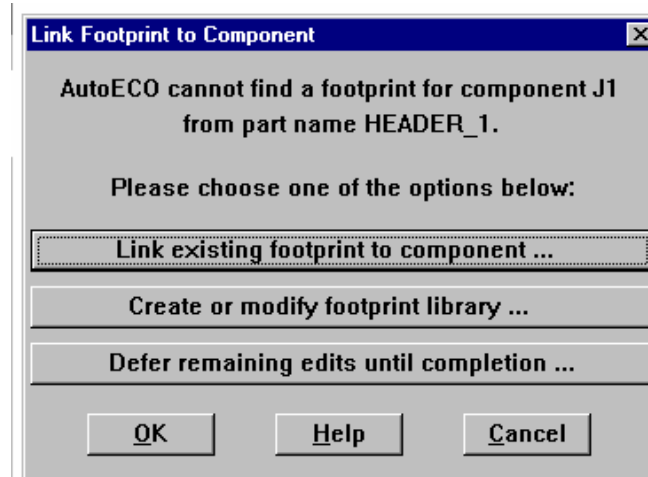 Link Footprint to Component
AutoECO cannot find a footprint for component J1
from part name HEADER_1.
Please choose one of the options below:
Link existing footprint to component ...
Create or modify footprint library ...
Defer remaining edits until completion ...
OK Help Cancel